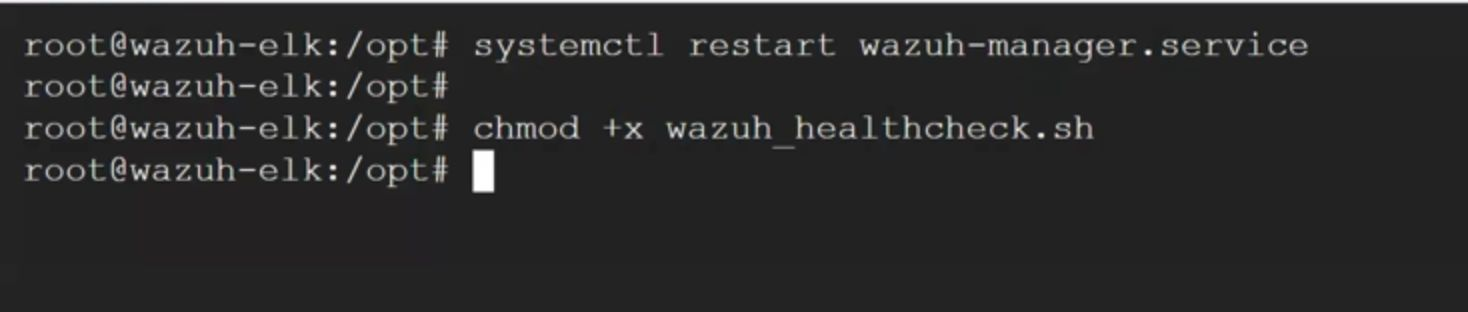 root@wazuh-elk:/opt# systemctl restart wazuh-manager.service
root@wazuh-elk:/opt#
root@wazuh-elk:/opt# chmod +x wazuh_healthcheck.sh
root@wazuh-elk:/opt#